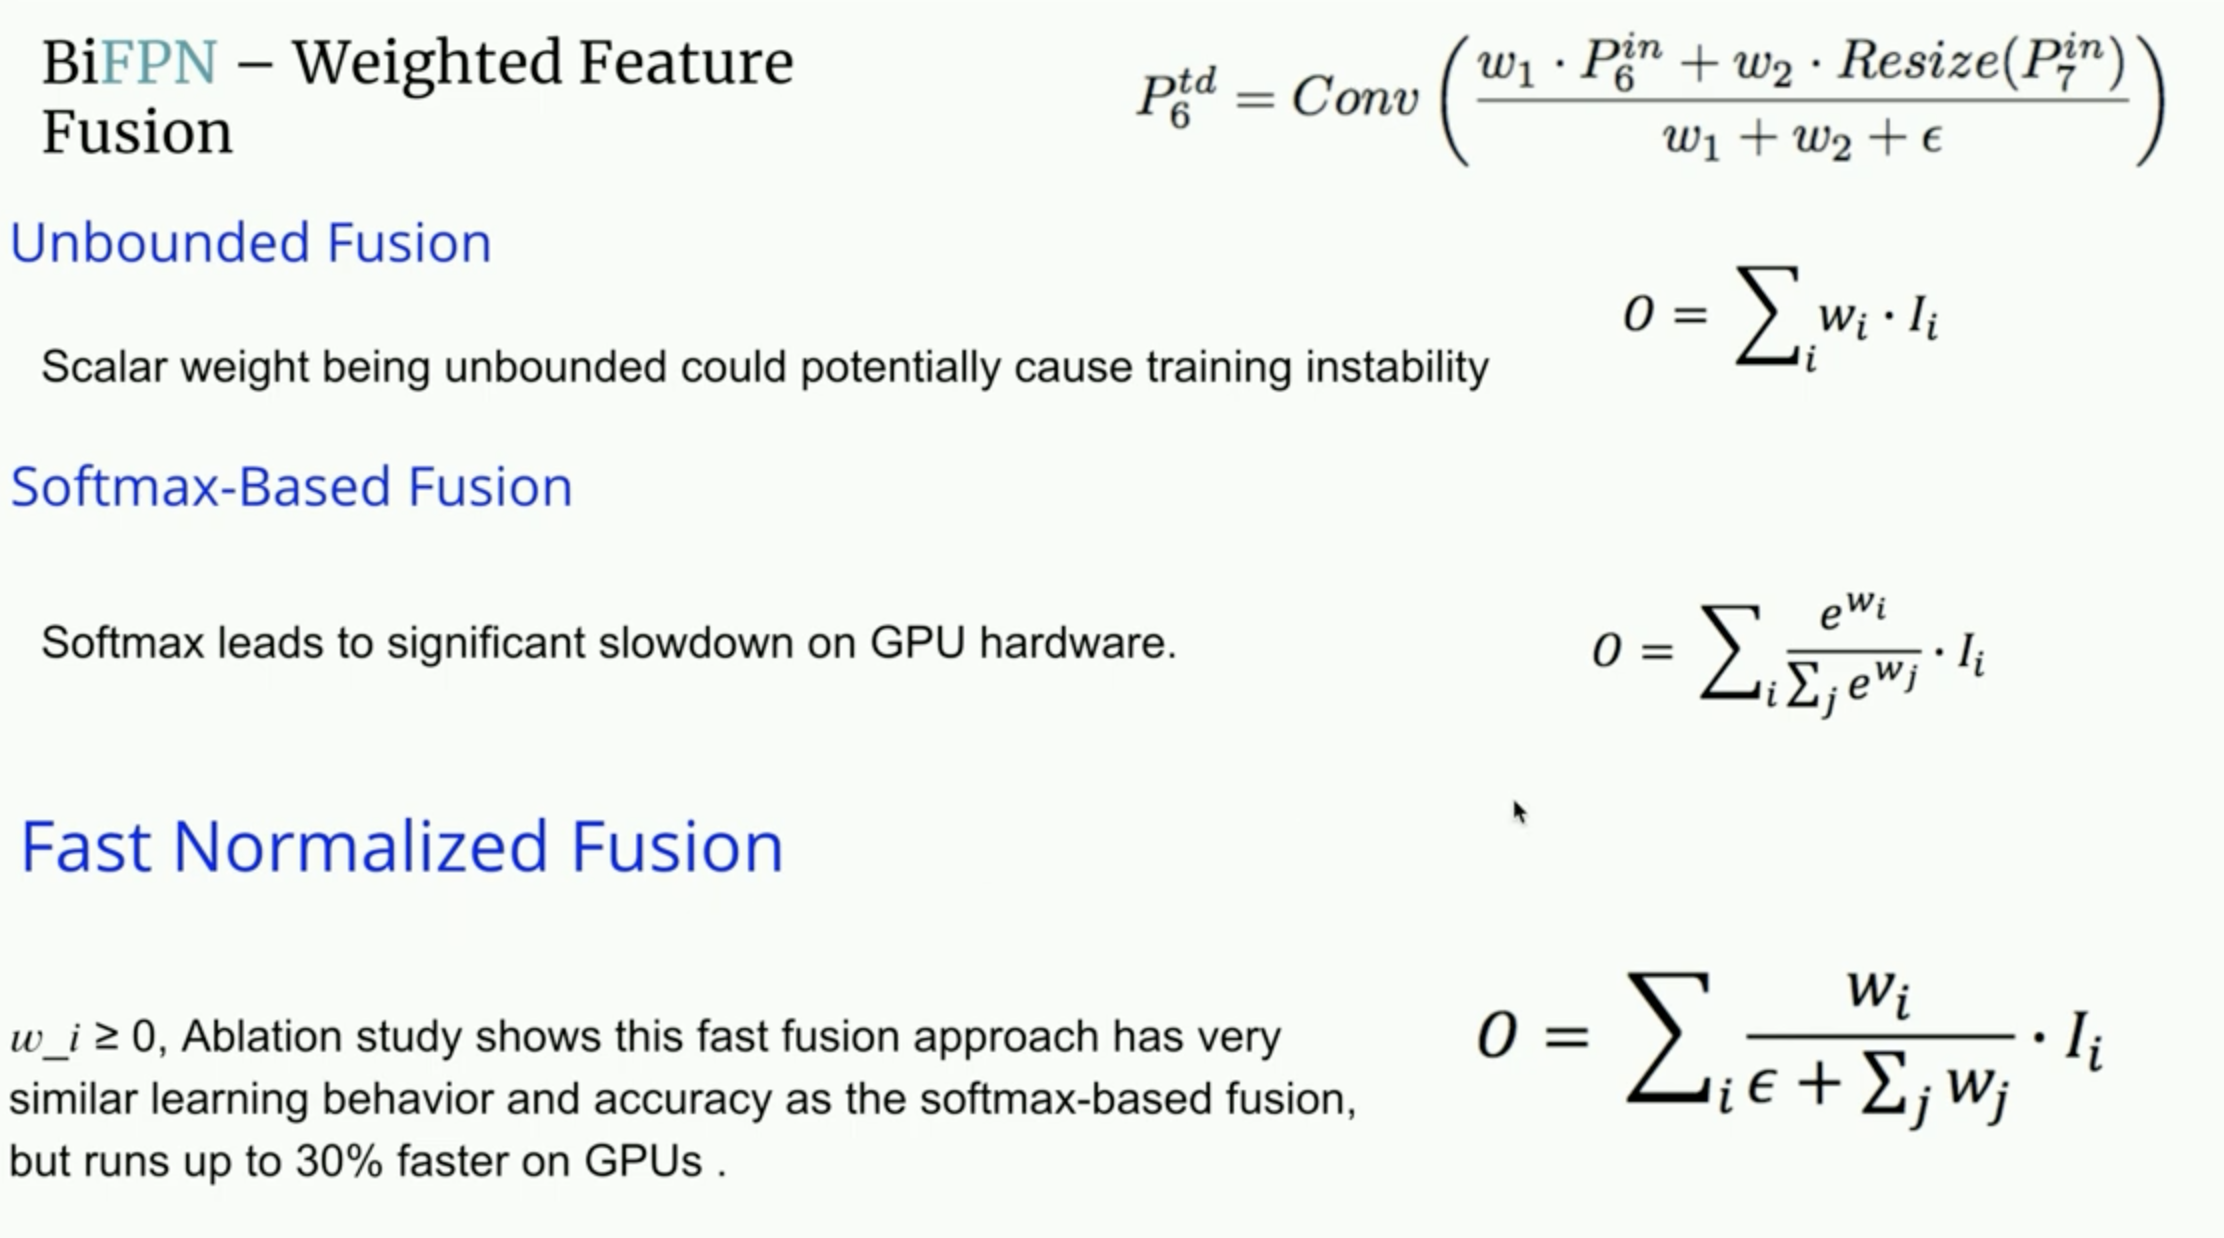 BiFPN – Weighted Feature
Fusion
P_6^{td} = Conv \left( \frac{w_1 \cdot P_6^{in} + w_2 \cdot Resize(P_7^{in})}{w_1 + w_2 + \epsilon} \right)
Unbounded Fusion
O = \sum_i w_i \cdot I_i
Scalar weight being unbounded could potentially cause training instability
Softmax-Based Fusion
Softmax leads to significant slowdown on GPU hardware.
O = \sum_i \frac{e^{w_i}}{\sum_j e^{w_j}} \cdot I_i
Fast Normalized Fusion
w_i ≥ 0, Ablation study shows this fast fusion approach has very
similar learning behavior and accuracy as the softmax-based fusion,
but runs up to 30% faster on GPUs .
O = \sum_i \frac{w_i}{\epsilon + \sum_j w_j} \cdot I_i